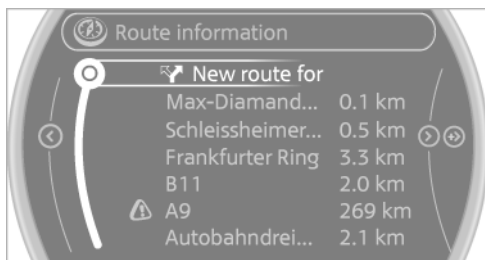 Route information
New route for
Max-Diamand... 0.1 km
Schleissheimer... 0.5 km
Frankfurter Ring 3.3 km
B11 2.0 km
A9 269 km
Autobahndrei... 2.1 km